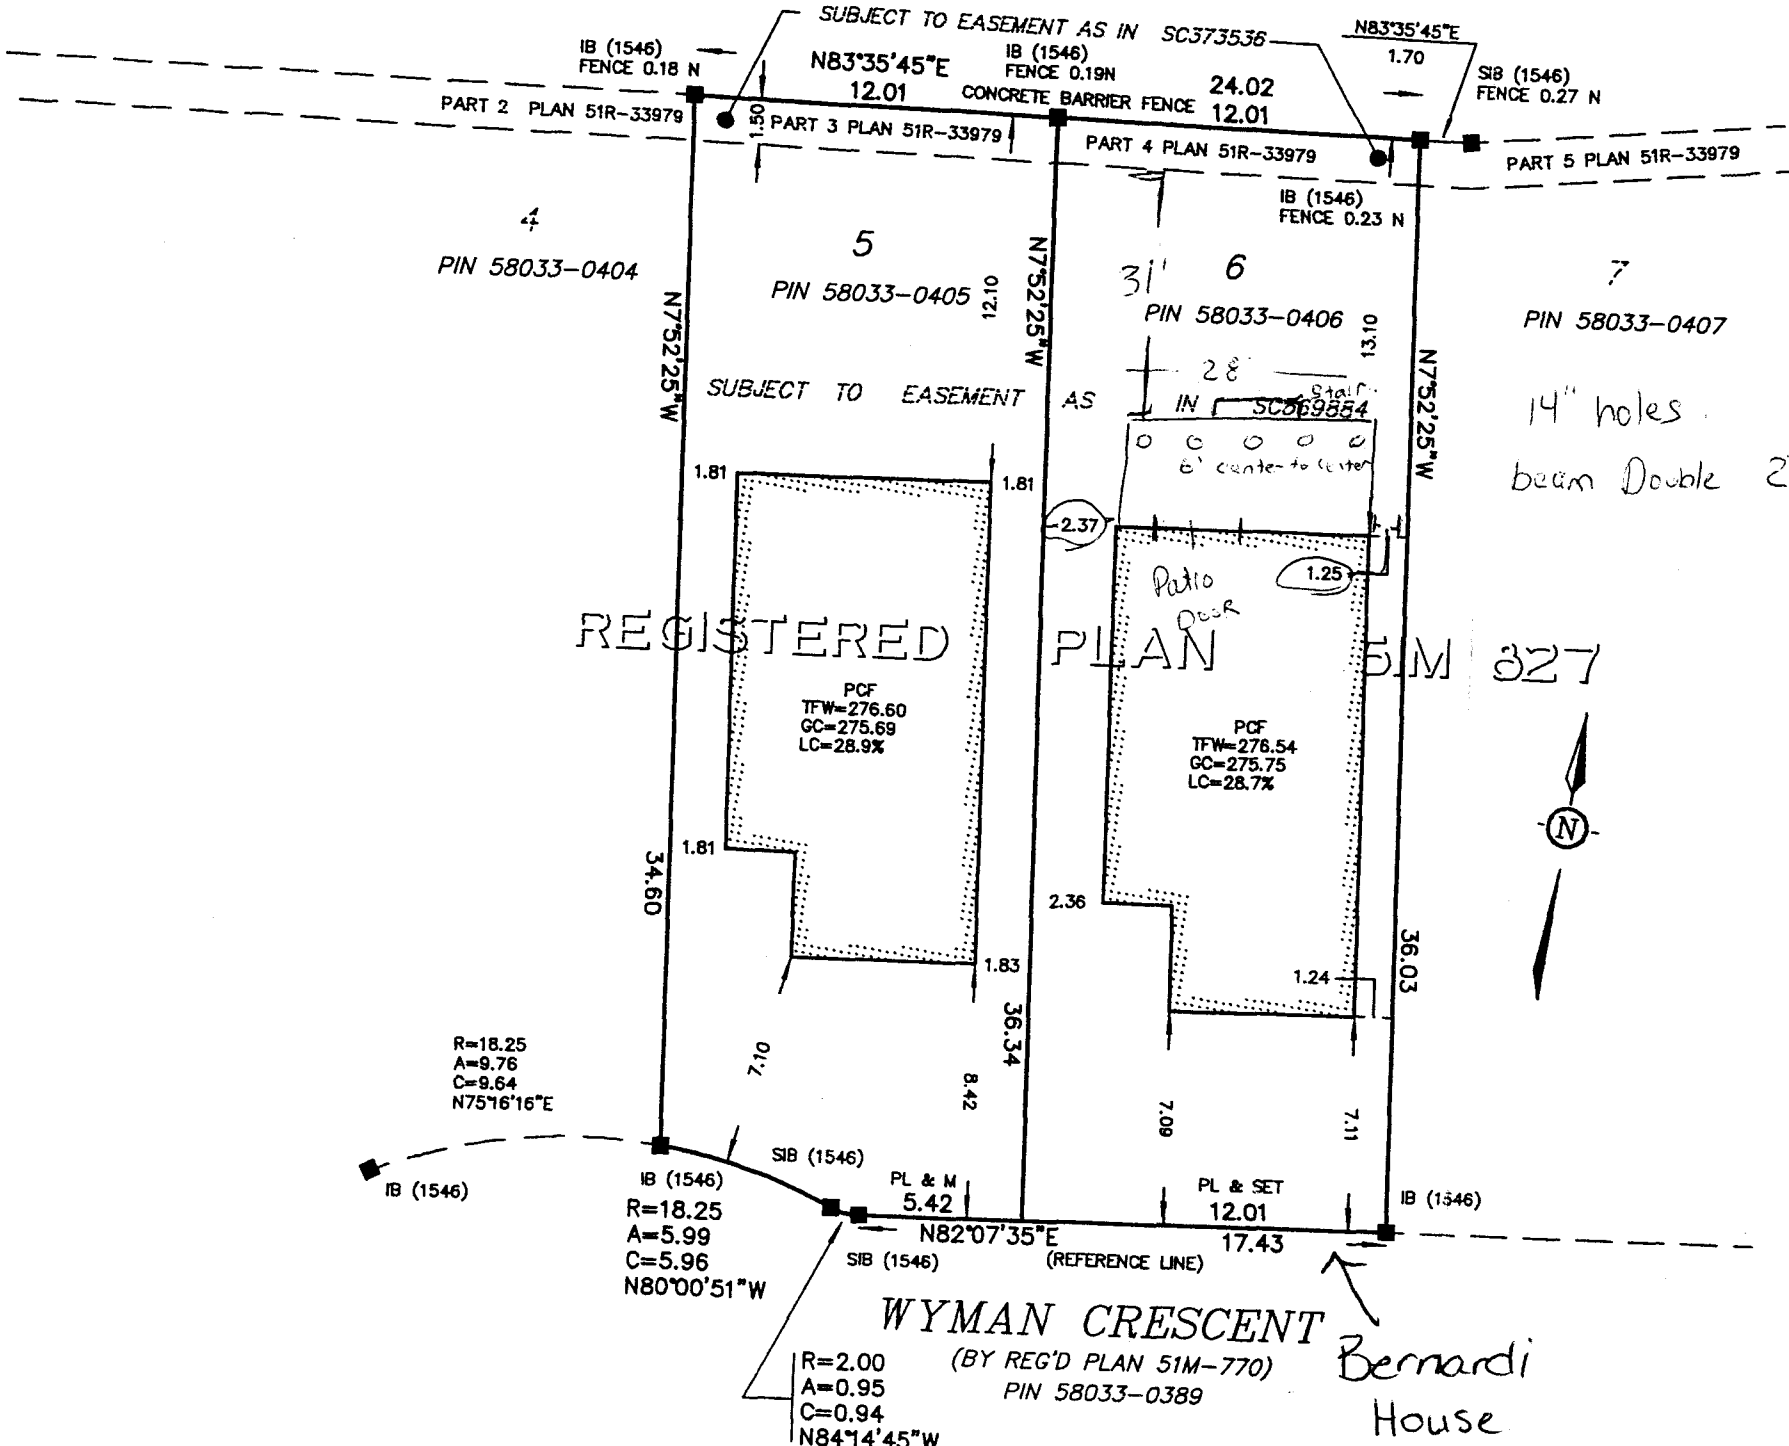 SUBJECT TO EASEMENT AS IN SC373536
N83°35'45"E
1.70
IB (1546)
FENCE 0.18 N
N83°35'45"E
12.01
IB (1546)
FENCE 0.19N
CONCRETE BARRIER FENCE
24.02
12.01
SIB (1546)
FENCE 0.27 N
PART 2 PLAN 51R-33979
1.50
PART 3 PLAN 51R-33979
PART 4 PLAN 51R-33979
PART 5 PLAN 51R-33979
IB (1546)
FENCE 0.23 N
4
PIN 58033-0404
5
PIN 58033-0405
12.10
N7°52'25"W
31'
6
PIN 58033-0406
13.10
7
PIN 58033-0407
N7°52'25"W
N7°52'25"W
28'
Stair
SUBJECT TO EASEMENT AS IN SC869884
14" holes
6' center to center
beam Double 2
1.81
1.81
2.37
1.25
Patio
Door
REGISTERED PLAN 51M 827
PCF
TFW=276.60
GC=275.69
LC=28.9%
PCF
TFW=276.54
GC=275.75
LC=28.7%
N
1.81
34.60
2.36
36.03
1.83
1.24
36.34
7.10
8.42
7.09
7.11
R=18.25
A=9.76
C=9.64
N75°16'16"E
IB (1546)
IB (1546)
SIB (1546)
PL & M
5.42
PL & SET
12.01
IB (1546)
R=18.25
A=5.99
C=5.96
N80°00'51"W
SIB (1546)
N82°07'35"E
(REFERENCE LINE)
17.43
WYMAN CRESCENT
(BY REG'D PLAN 51M-770)
PIN 58033-0389
R=2.00
A=0.95
C=0.94
N84°14'45"W
Bernardi
House